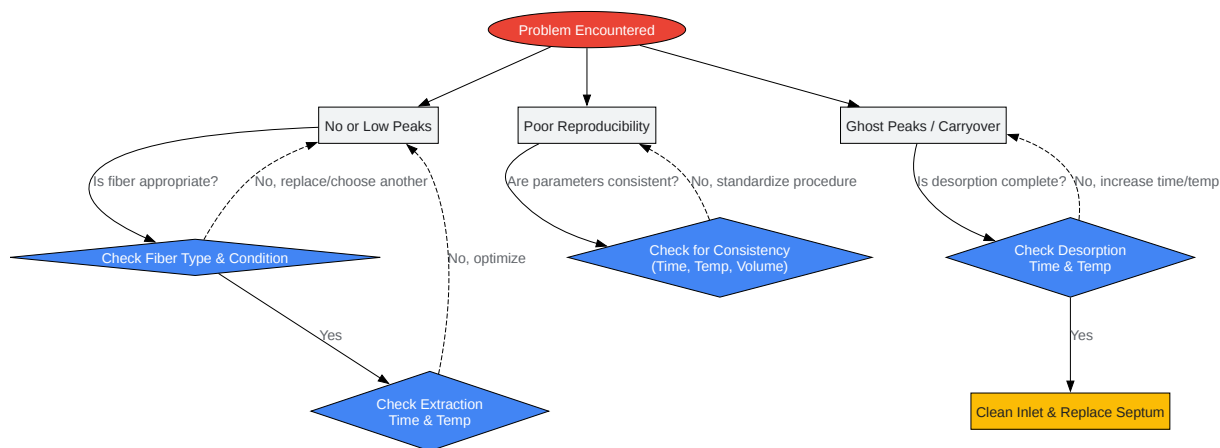 Problem Encountered
No or Low Peaks
Poor Reproducibility
Ghost Peaks / Carryover
Is fiber appropriate?
No, replace/choose another
Are parameters consistent?
No, standardize procedure
Is desorption complete?
No, increase time/temp
Check Fiber Type & Condition
No, optimize
Check for Consistency
(Time, Temp, Volume)
Check Desorption
Time & Temp
Yes
Yes
Check Extraction
Time & Temp
Clean Inlet & Replace Septum